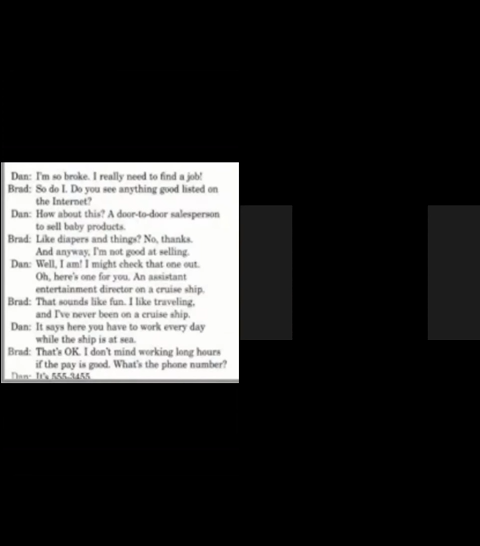 Dan: I'm so broke. I really need to find a job!
Brad: So do I. Do you see anything good listed on
the Internet?
Dan: How about this? A door-to-door salesperson
to sell baby products.
Brad: Like diapers and things? No, thanks.
And anyway, I'm not good at selling.
Dan: Well, I am! I might check that one out.
Oh, here's one for you. An assistant
entertainment director on a cruise ship.
Brad: That sounds like fun. I like traveling,
and I've never been on a cruise ship.
Dan: It says here you have to work every day
while the ship is at sea.
Brad: That's OK. I don't mind working long hours
if the pay is good. What's the phone number?
Dan: It's 555-3455